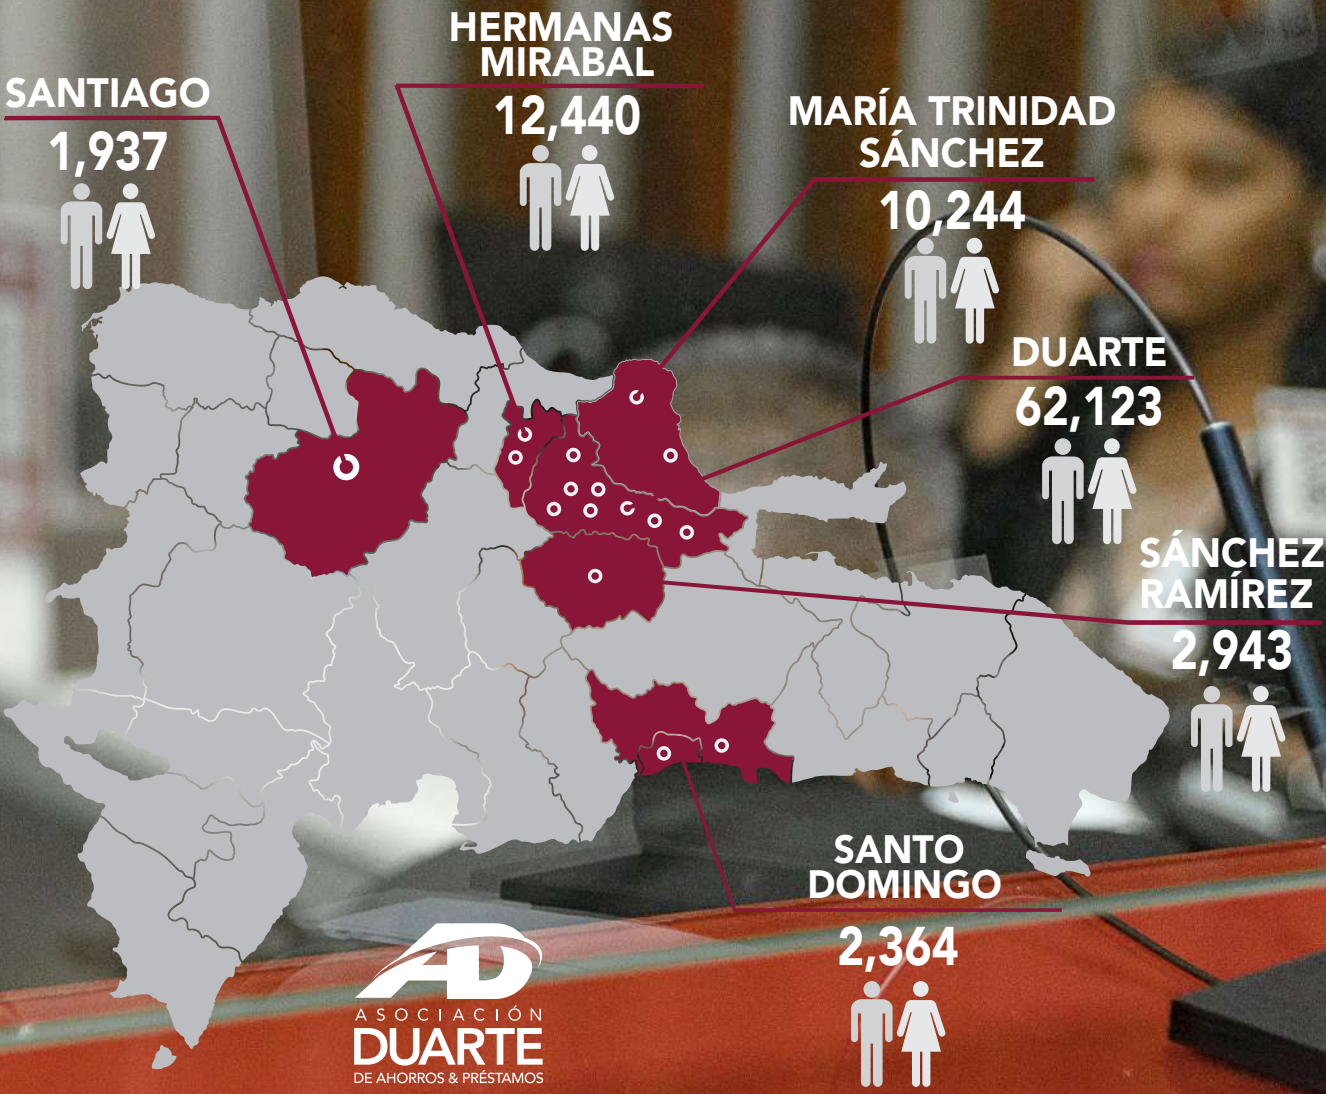 SANTIAGO
1,937
HERMANAS
MIRABAL
12,440
MARÍA TRINIDAD
SÁNCHEZ
10,244
DUARTE
62,123
SÁNCHEZ
RAMÍREZ
2,943
SANTO
DOMINGO
2,364
AD
ASOCIACIÓN
DUARTE
DE AHORROS & PRÉSTAMOS